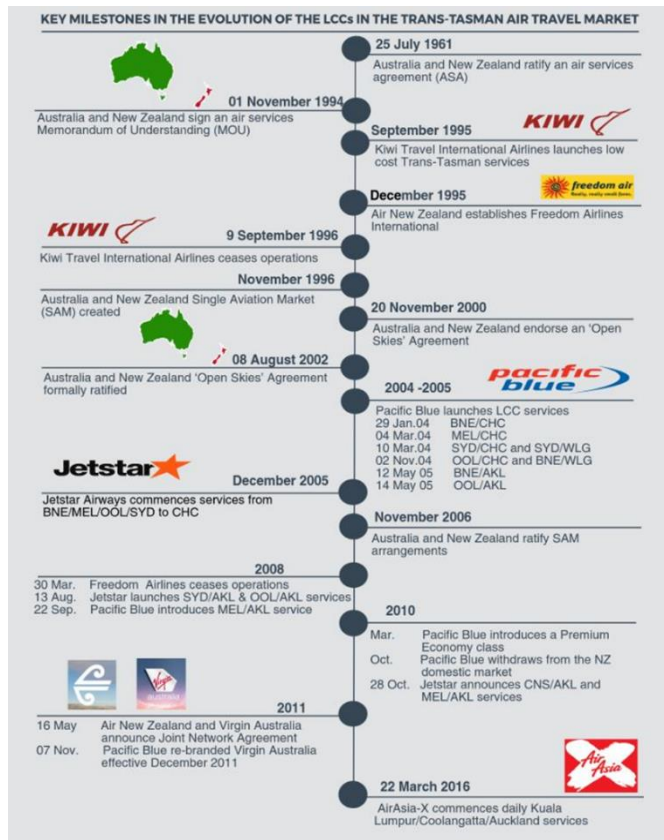 KEY MILESTONES IN THE EVOLUTION OF THE LCCs IN THE TRANS-TASMAN AIR TRAVEL MARKET
25 July 1961
Australia and New Zealand ratify an air services
agreement (ASA)
01 November 1994
Australia and New Zealand sign an air services
Memorandum of Understanding (MOU)
KIWI
September 1995
Kiwi Travel International Airlines launches low
cost Trans-Tasman services
freedom air
Really, really small fares.
December 1995
Air New Zealand establishes Freedom Airlines
International
KIWI
9 September 1996
Kiwi Travel International Airlines ceases operations
November 1996
Australia and New Zealand Single Aviation Market
(SAM) created
20 November 2000
Australia and New Zealand endorse an 'Open
Skies' Agreement
08 August 2002
Australia and New Zealand 'Open Skies' Agreement
formally ratified
pacific
blue
2004 -2005
Pacific Blue launches LCC services
29 Jan.04 BNE/CHC
04 Mar.04 MEL/CHC
10 Mar.04 SYD/CHC and SYD/WLG
02 Nov.04 OOL/CHC and BNE/WLG
12 May 05 BNE/AKL
14 May 05 OOL/AKL
Jetstar
December 2005
Jetstar Airways commences services from
BNE/MEL/OOL/SYD to CHC
November 2006
Australia and New Zealand ratify SAM
arrangements
2008
30 Mar. Freedom Airlines ceases operations
13 Aug. Jetstar launches SYD/AKL & OOL/AKL services
22 Sep. Pacific Blue introduces MEL/AKL service
2010
Mar. Pacific Blue introduces a Premium
Economy class
Oct. Pacific Blue withdraws from the NZ
domestic market
28 Oct. Jetstar announces CNS/AKL and
MEL/AKL services
Virgin
2011
16 May Air New Zealand and Virgin Australia
announce Joint Network Agreement
07 Nov. Pacific Blue re-branded Virgin Australia
effective December 2011
Air
Asia
22 March 2016
AirAsia-X commences daily Kuala
Lumpur/Coolangatta/Auckland services